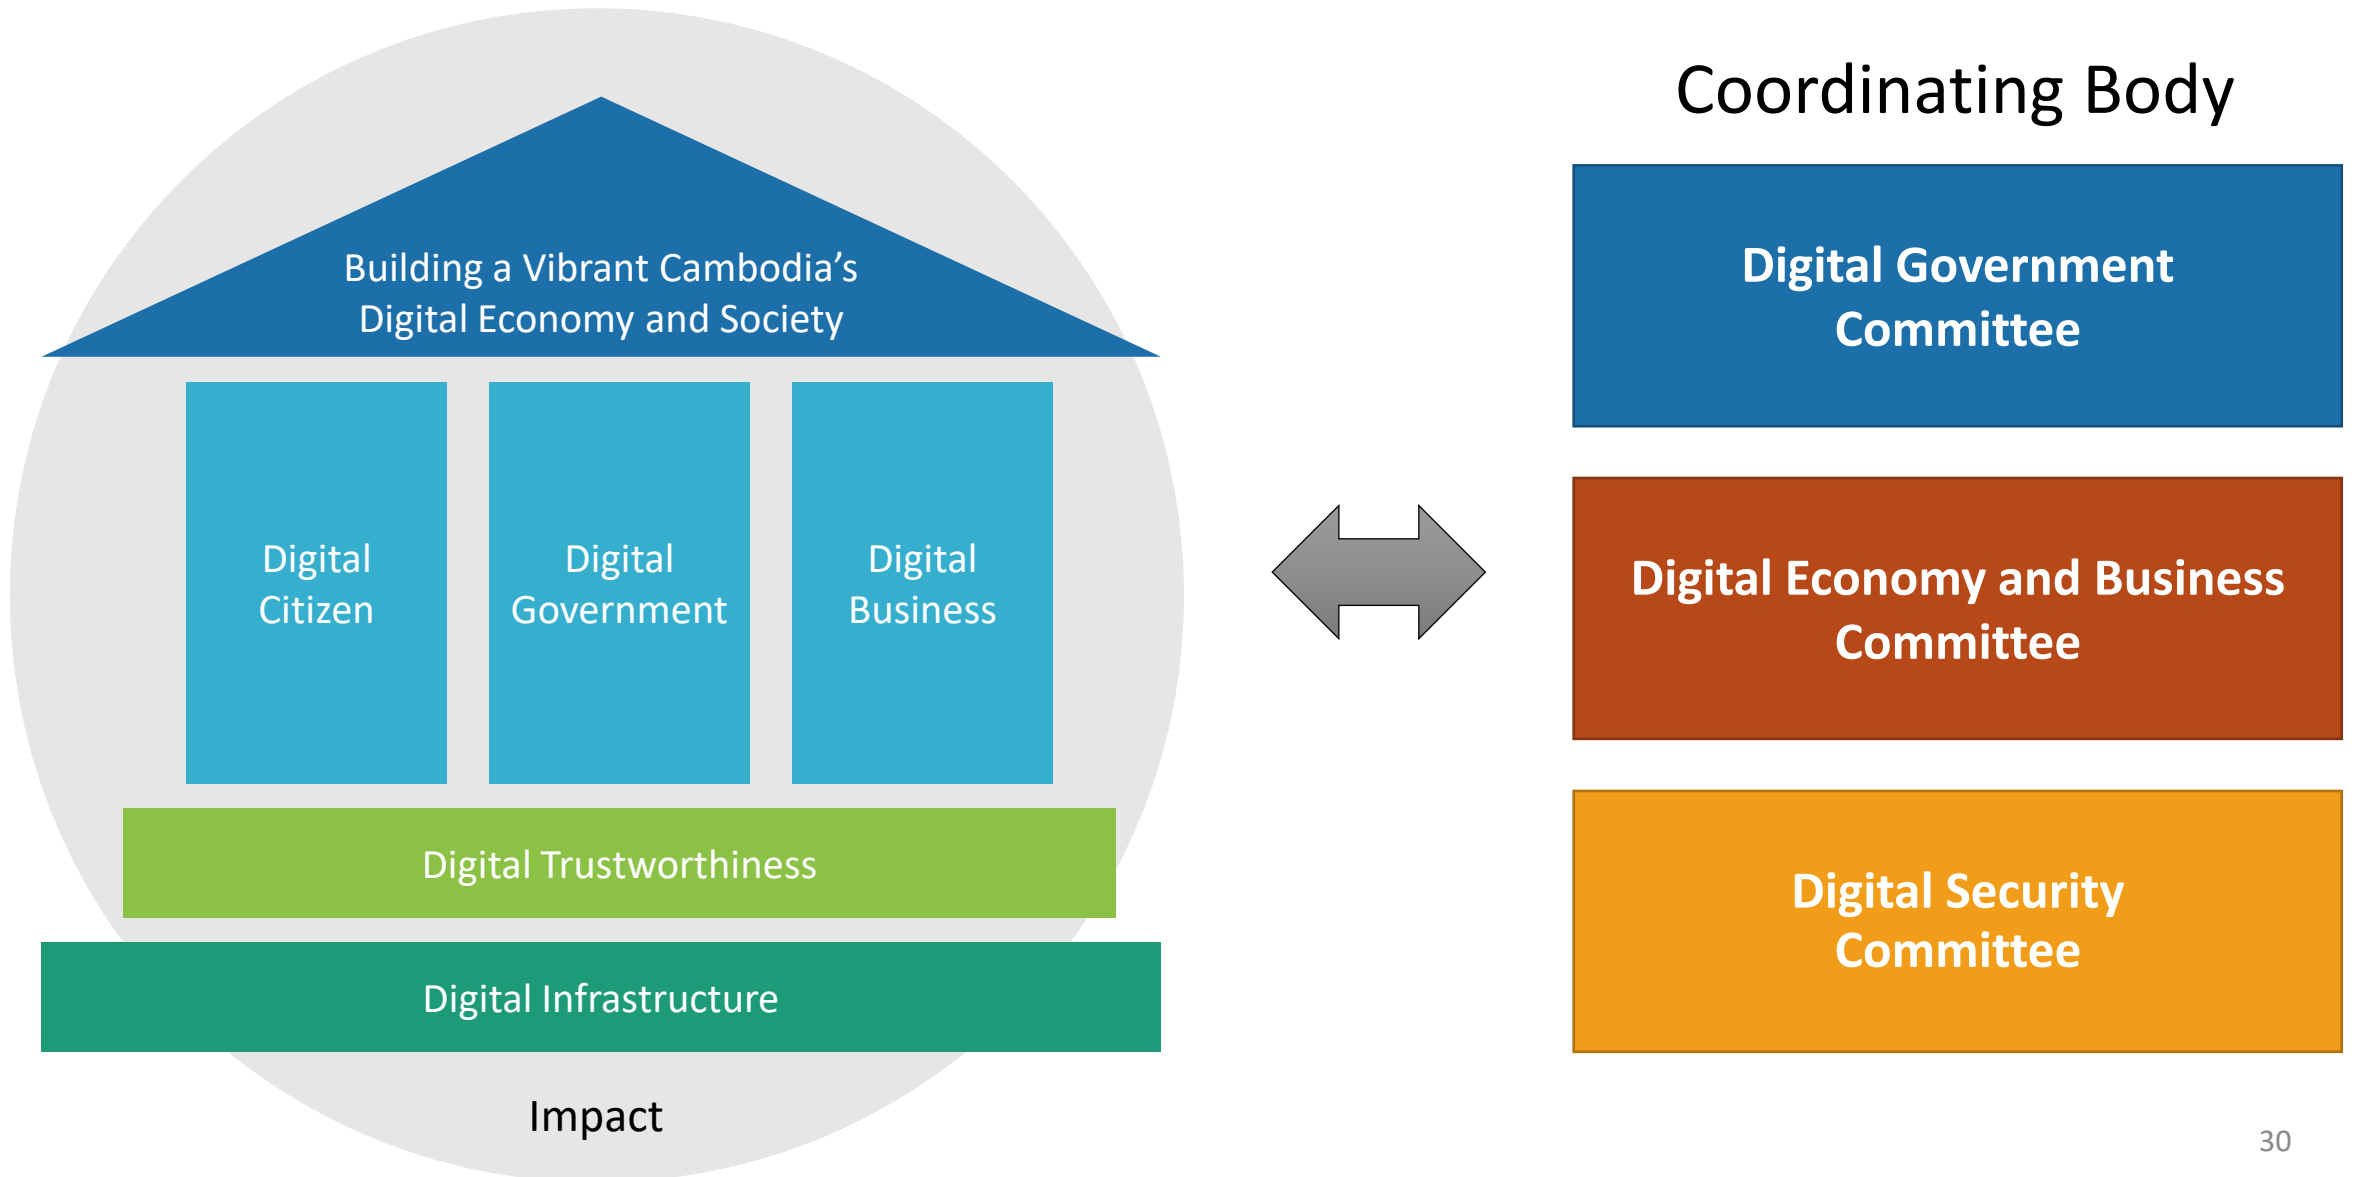 Building a Vibrant Cambodia’s
Digital Economy and Society
Digital
Citizen
Digital
Government
Digital
Business
Digital Trustworthiness
Digital Infrastructure
Impact
Coordinating Body
Digital Government
Committee
Digital Economy and Business
Committee
Digital Security
Committee
30